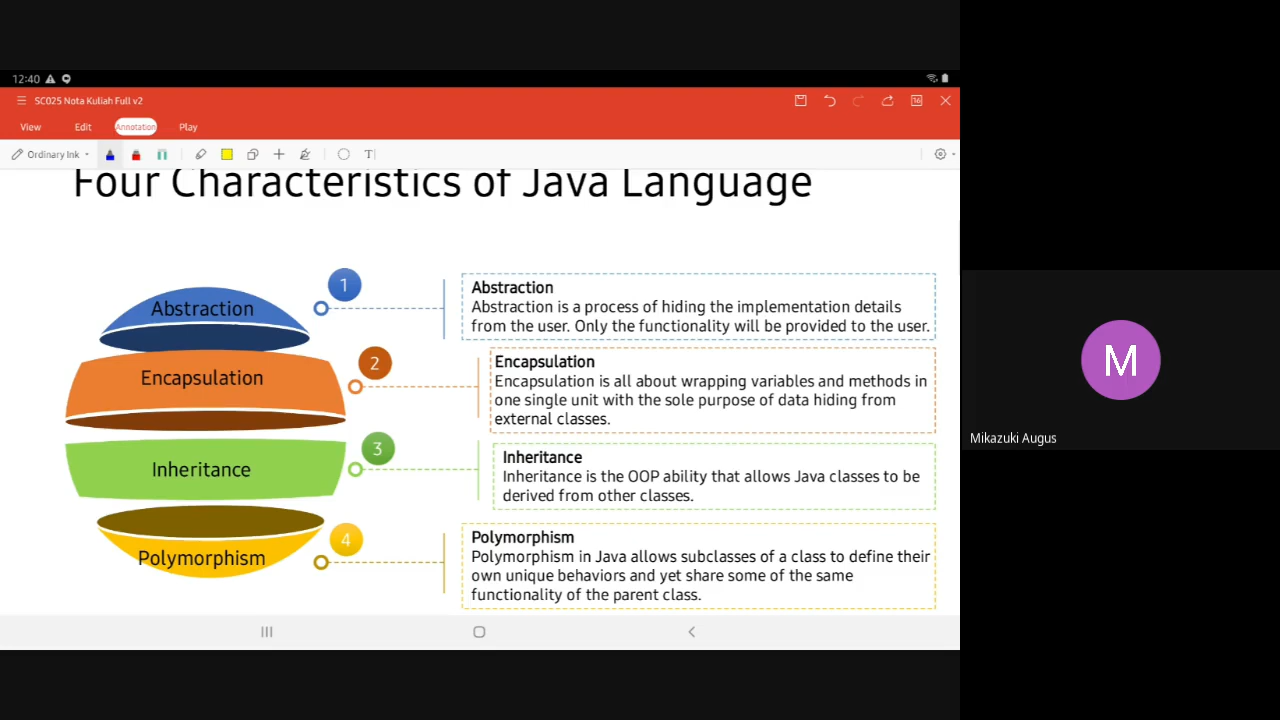 12:40
SC025 Nota Kuliah Full v2
View Edit Annotation Play
Ordinary Ink
T
Four Characteristics of Java Language
Abstraction
1
Abstraction
Abstraction is a process of hiding the implementation details
from the user. Only the functionality will be provided to the user.
Encapsulation
2
Encapsulation
Encapsulation is all about wrapping variables and methods in
one single unit with the sole purpose of data hiding from
external classes.
Inheritance
3
Inheritance
Inheritance is the OOP ability that allows Java classes to be
derived from other classes.
Polymorphism
4
Polymorphism
Polymorphism in Java allows subclasses of a class to define their
own unique behaviors and yet share some of the same
functionality of the parent class.
M
Mikazuki Augus